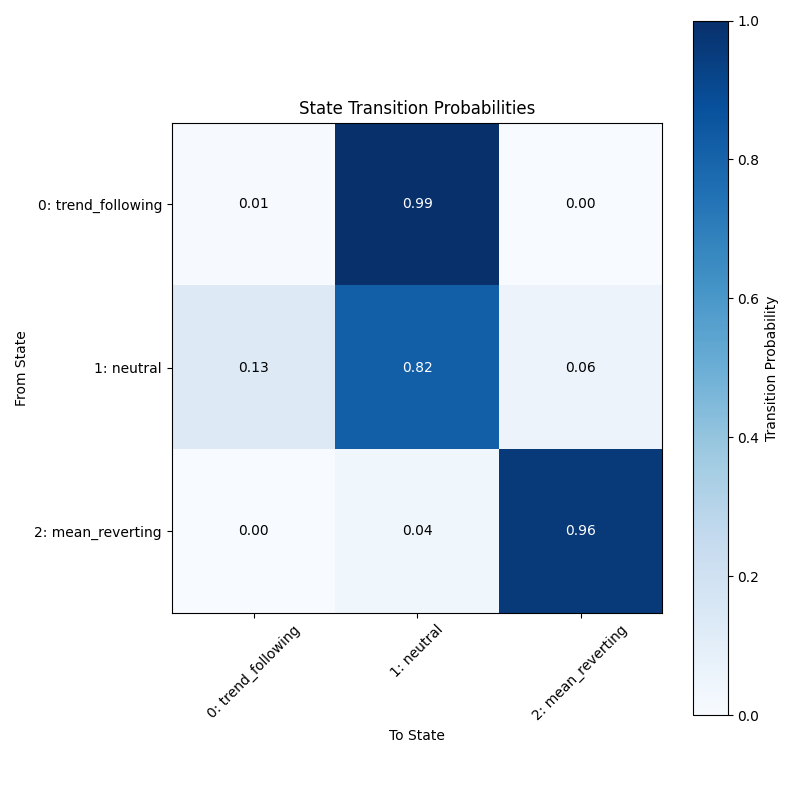 State Transition Probabilities
0: trend_following
0.01
0.99
0.00
1: neutral
0.13
0.82
0.06
2: mean_reverting
0.00
0.04
0.96
0: trend_following
1: neutral
2: mean_reverting
From State
To State
1.0
0.8
0.6
0.4
0.2
0.0
Transition Probability